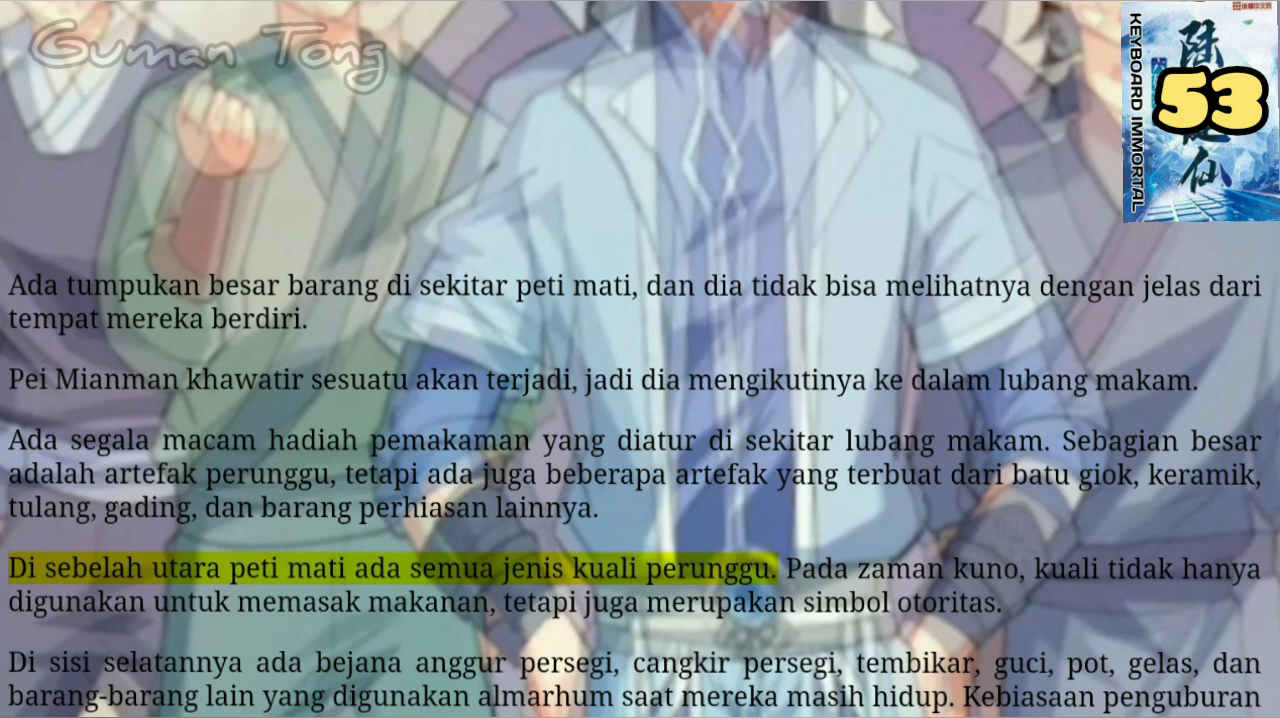 Guman Tong
KEYBOARD IMMORTAL
53
仙
Ada tumpukan besar barang di sekitar peti mati, dan dia tidak bisa melihatnya dengan jelas dari
tempat mereka berdiri.
Pei Mianman khawatir sesuatu akan terjadi, jadi dia mengikutinya ke dalam lubang makam.
Ada segala macam hadiah pemakaman yang diatur di sekitar lubang makam. Sebagian besar
adalah artefak perunggu, tetapi ada juga beberapa artefak yang terbuat dari batu giok, keramik,
tulang, gading, dan barang perhiasan lainnya.
Di sebelah utara peti mati ada semua jenis kuali perunggu. Pada zaman kuno, kuali tidak hanya
digunakan untuk memasak makanan, tetapi juga merupakan simbol otoritas.
Di sisi selatannya ada bejana anggur persegi, cangkir persegi, tembikar, guci, pot, gelas, dan
barang-barang lain yang digunakan almarhum saat mereka masih hidup. Kebiasaan penguburan